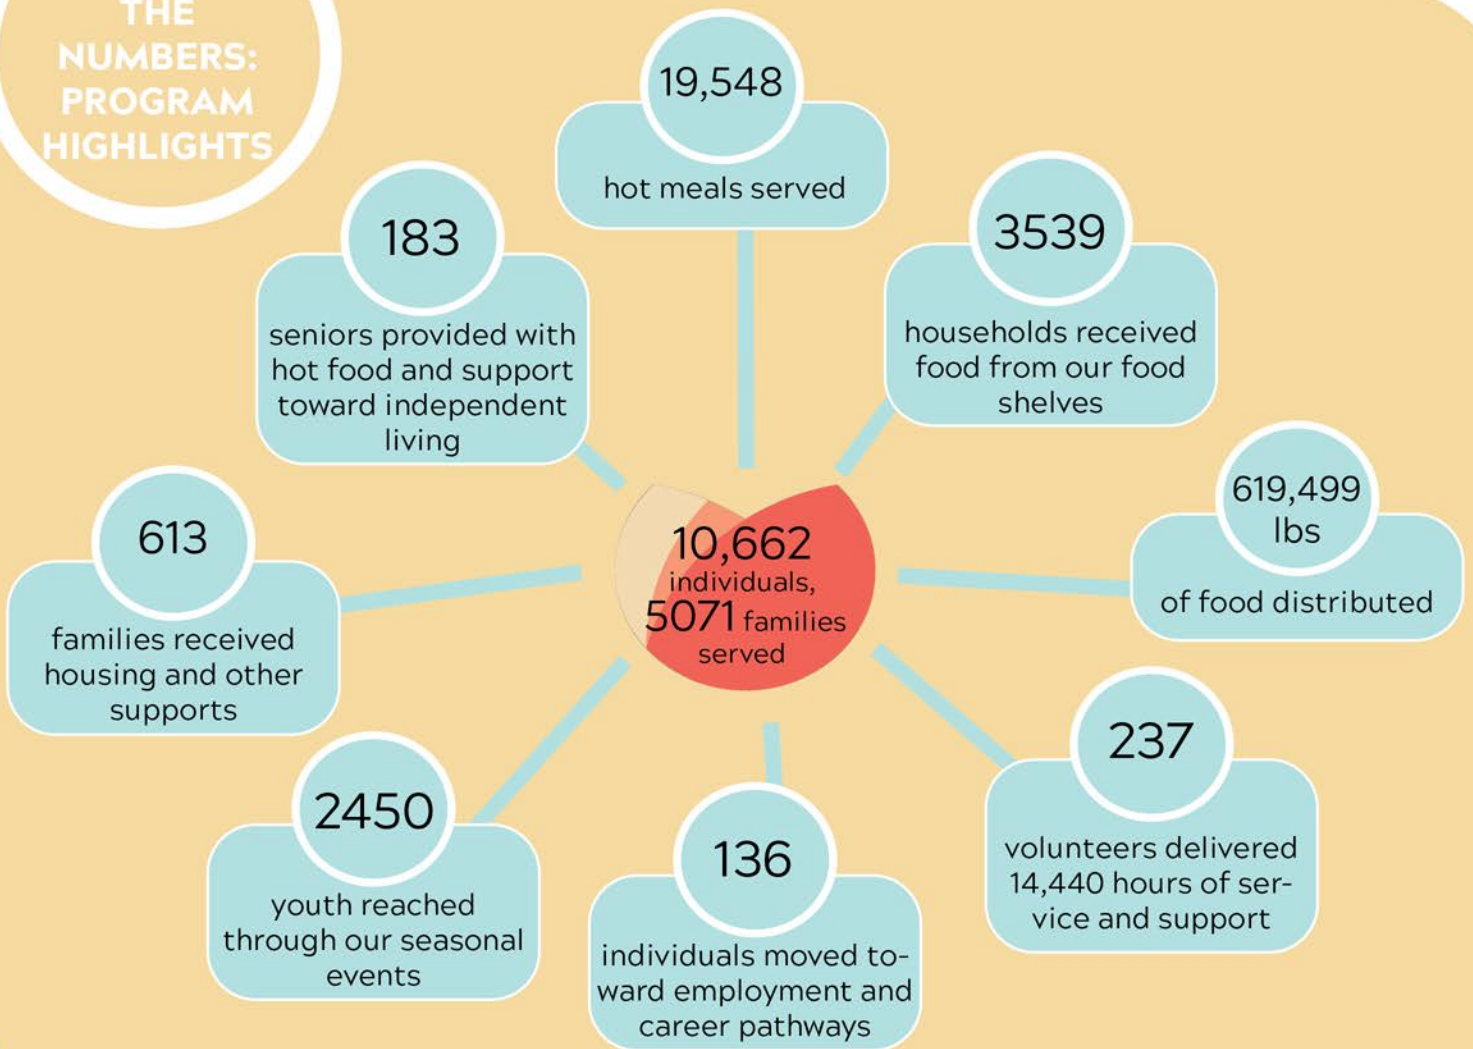 THE
NUMBERS:
PROGRAM
HIGHLIGHTS
19,548
hot meals served
183
seniors provided with
hot food and support
toward independent
living
3539
households received
food from our food
shelves
619,499
lbs
of food distributed
613
families received
housing and other
supports
10,662
individuals,
5071 families
served
237
volunteers delivered
14,440 hours of ser-
vice and support
2450
youth reached
through our seasonal
events
136
individuals moved to-
ward employment and
career pathways